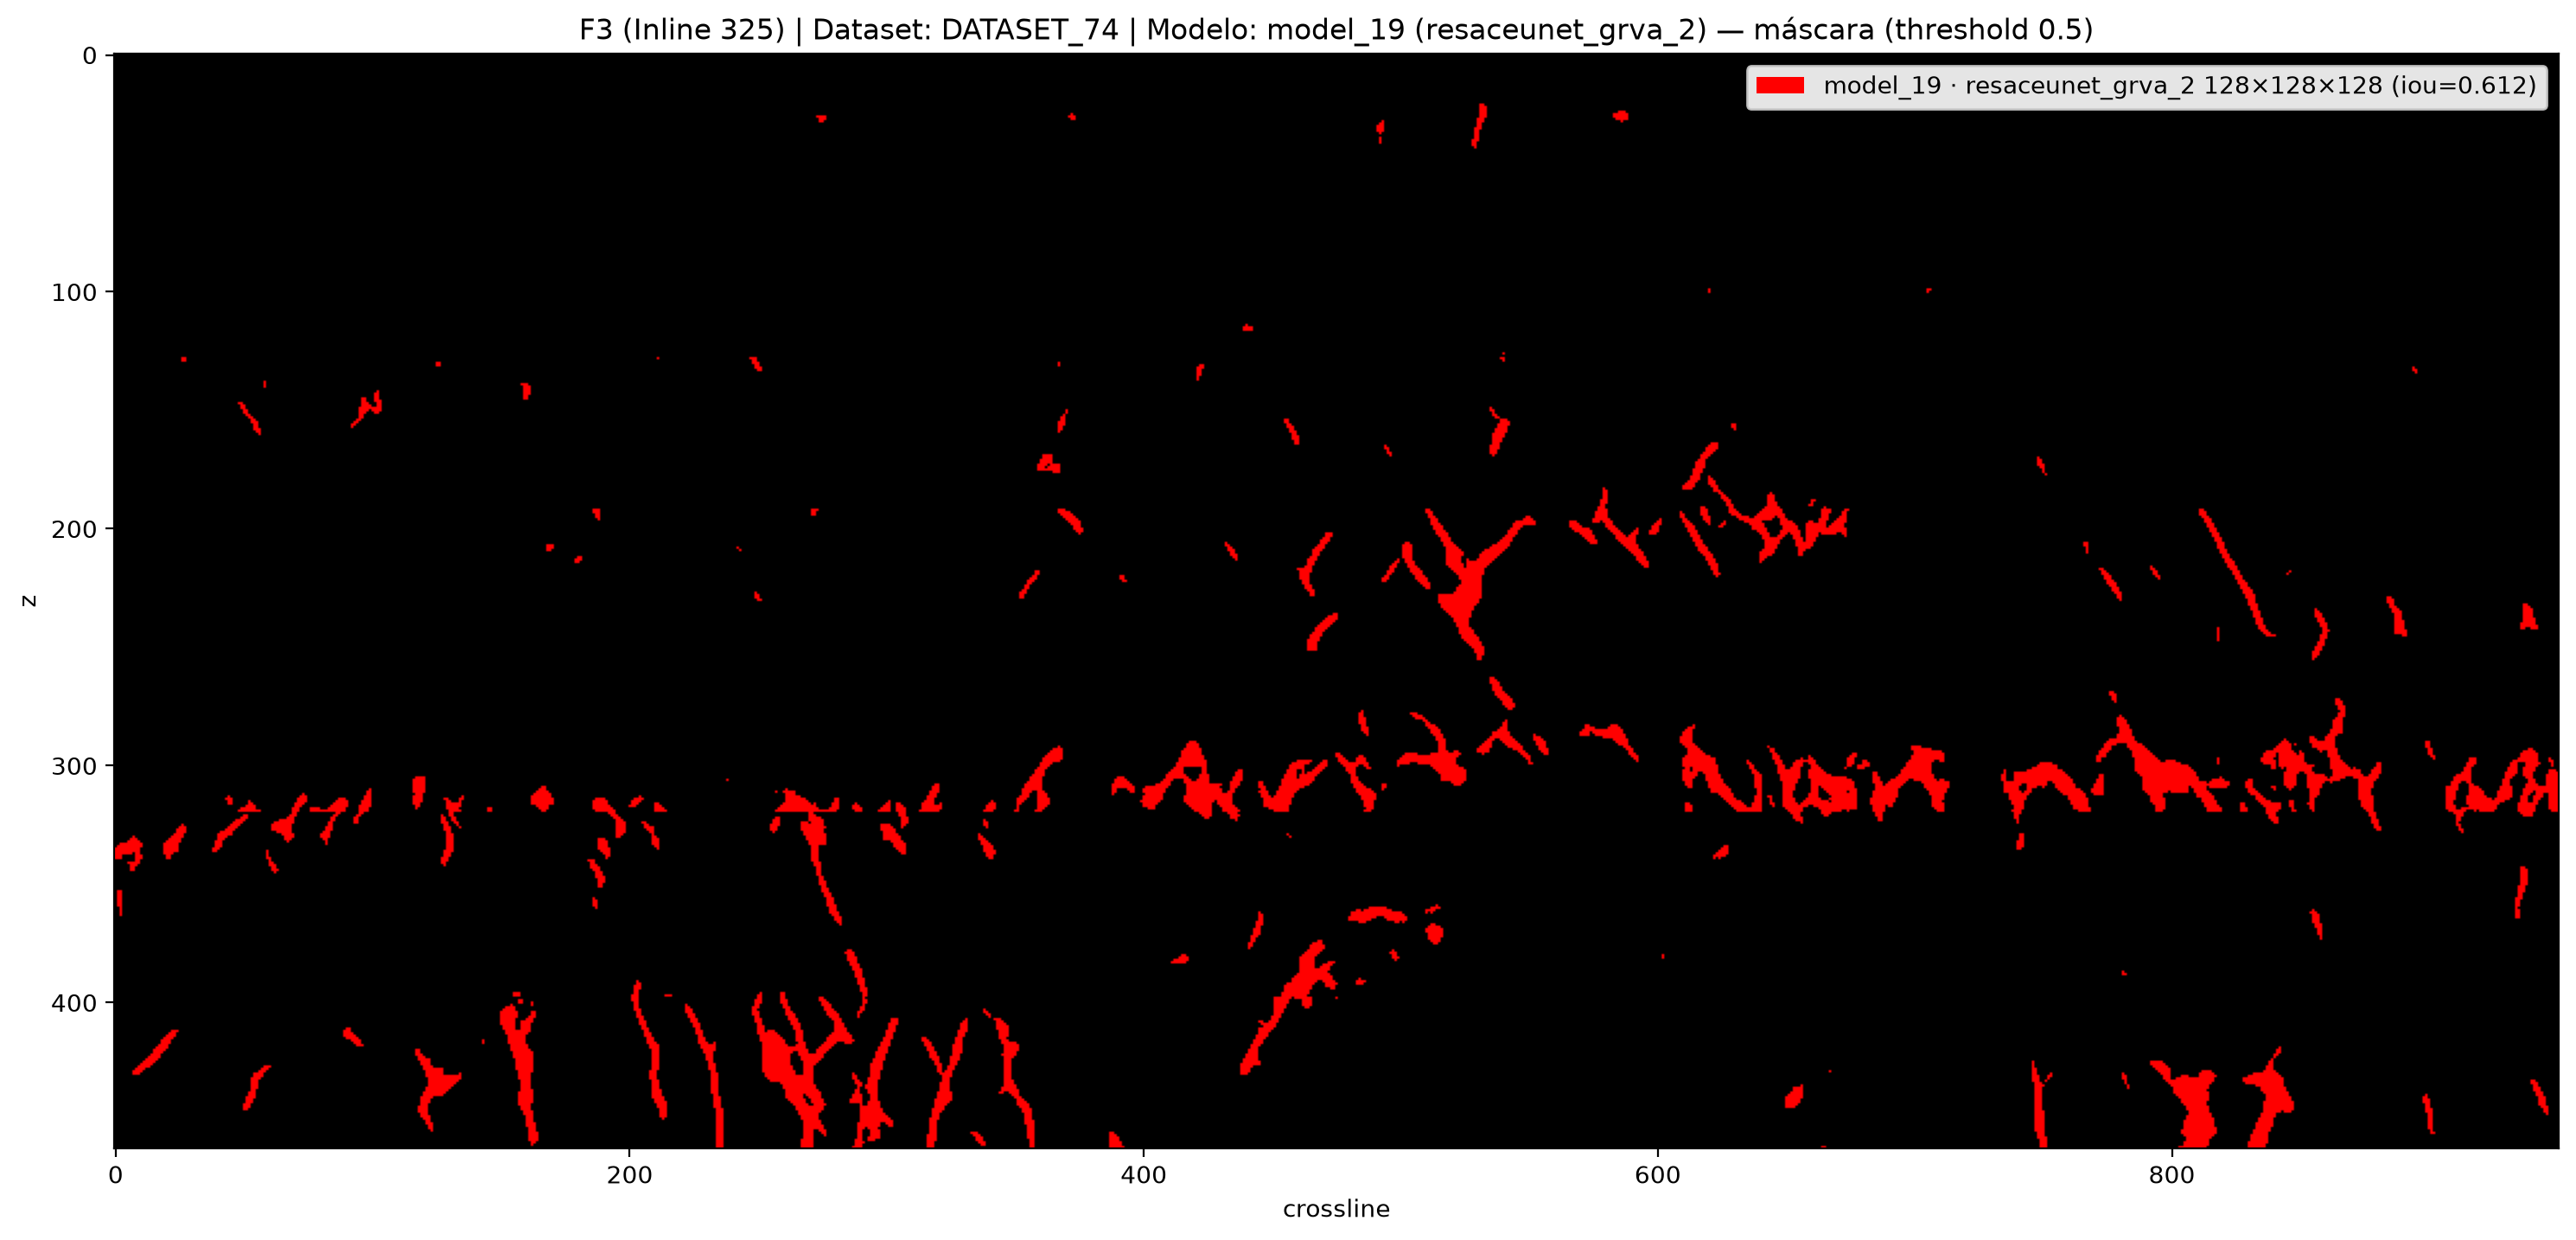 F3 (Inline 325) | Dataset: DATASET_74 | Modelo: model_19 (resaceunet_grva_2) — máscara (threshold 0.5)
model_19 · resaceunet_grva_2 128×128×128 (iou=0.612)
0
100
200
300
400
z
0
200
400
600
800
crossline